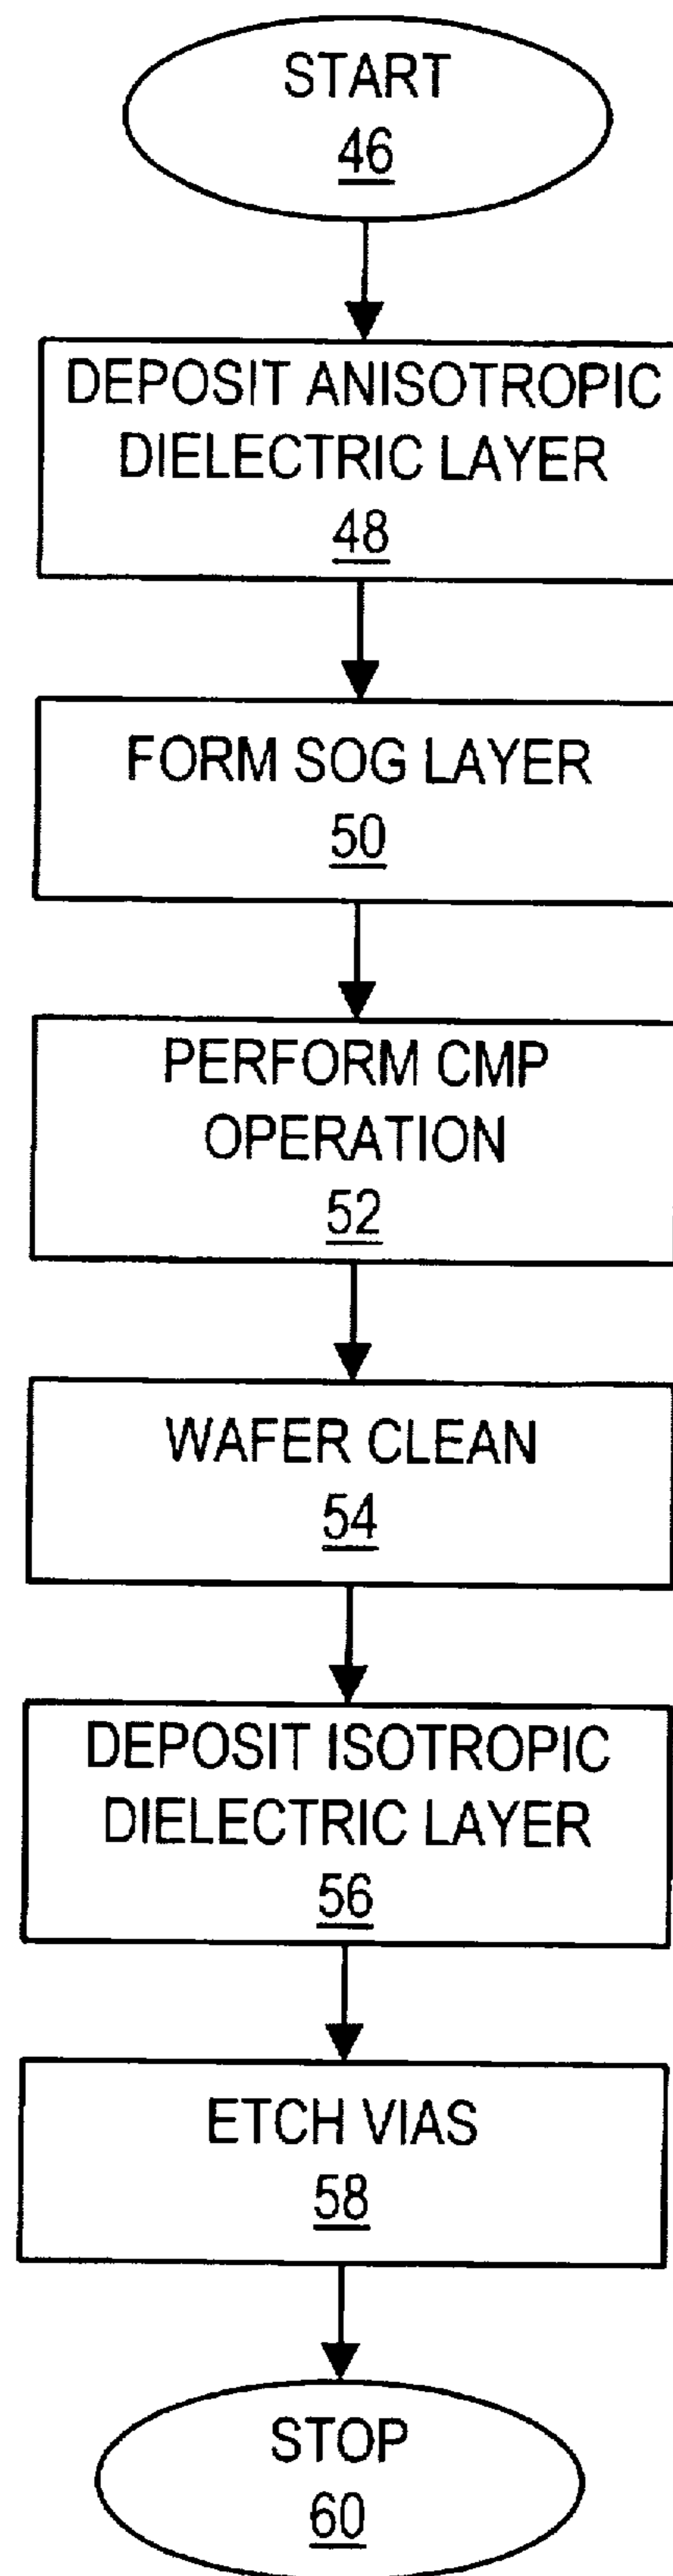 START
46
DEPOSIT ANISOTROPIC
DIELECTRIC LAYER
48
FORM SOG LAYER
50
PERFORM CMP
OPERATION
52
WAFER CLEAN
54
DEPOSIT ISOTROPIC
DIELECTRIC LAYER
56
ETCH VIAS
58
STOP
60